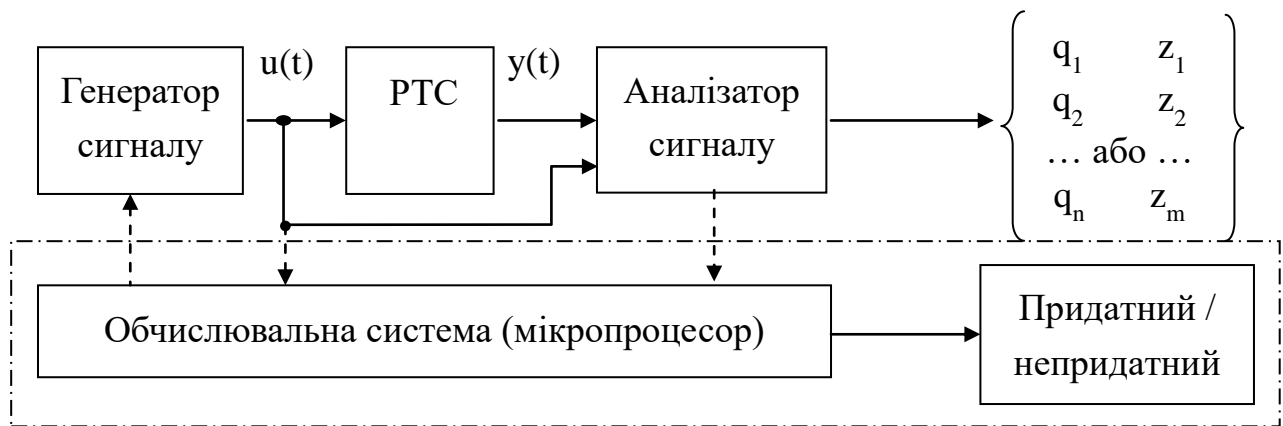 Генератор
сигналу
u(t)
РТС
y(t)
Аналізатор
сигналу
q₁ z₁
q₂ z₂
… або …
qₙ zₘ
Обчислювальна система (мікропроцесор)
Придатний /
непридатний